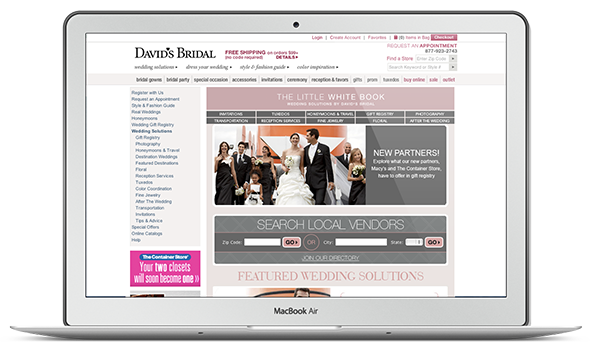 Login | Create Account | Favorites | (0) Items in Bag Checkout
DAVID'S BRIDAL
FREE SHIPPING on orders $99+
(no code required) DETAILS
REQUEST AN APPOINTMENT
877-923-2743
Find a Store Enter Zip Code
Search Keyword or Style #
wedding solutions dress your wedding style & fashion guide color inspiration
bridal gowns bridal party special occasion accessories invitations ceremony reception & favors gifts prom tuxedos buy online sale outlet
Register with Us
Request an Appointment
Style & Fashion Guide
Real Weddings
Honeymoons
Wedding Gift Registry
Wedding Solutions
Gift Registry
Photography
Honeymoons & Travel
Destination Weddings
Featured Destinations
Floral
Reception Services
Tuxedos
Color Coordination
Fine Jewelry
After The Wedding
Transportation
Invitations
Tips & Advice
Special Offers
Online Catalogs
Help
The Container Store
Your two closets
will soon become one »
THE LITTLE WHITE BOOK
WEDDING SOLUTIONS BY DAVID'S BRIDAL
INVITATIONS TUXEDOS HONEYMOONS & TRAVEL GIFT REGISTRY PHOTOGRAPHY
TRANSPORTATION RECEPTION SERVICES FINE JEWELRY FLORAL AFTER THE WEDDING
NEW PARTNERS!
Explore what our new partners,
Macy's and The Container Store,
have to offer in gift registry
SEARCH LOCAL VENDORS
Zip Code: GO OR City: State: GO
JOIN OUR DIRECTORY
FEATURED WEDDING SOLUTIONS
MacBook Air